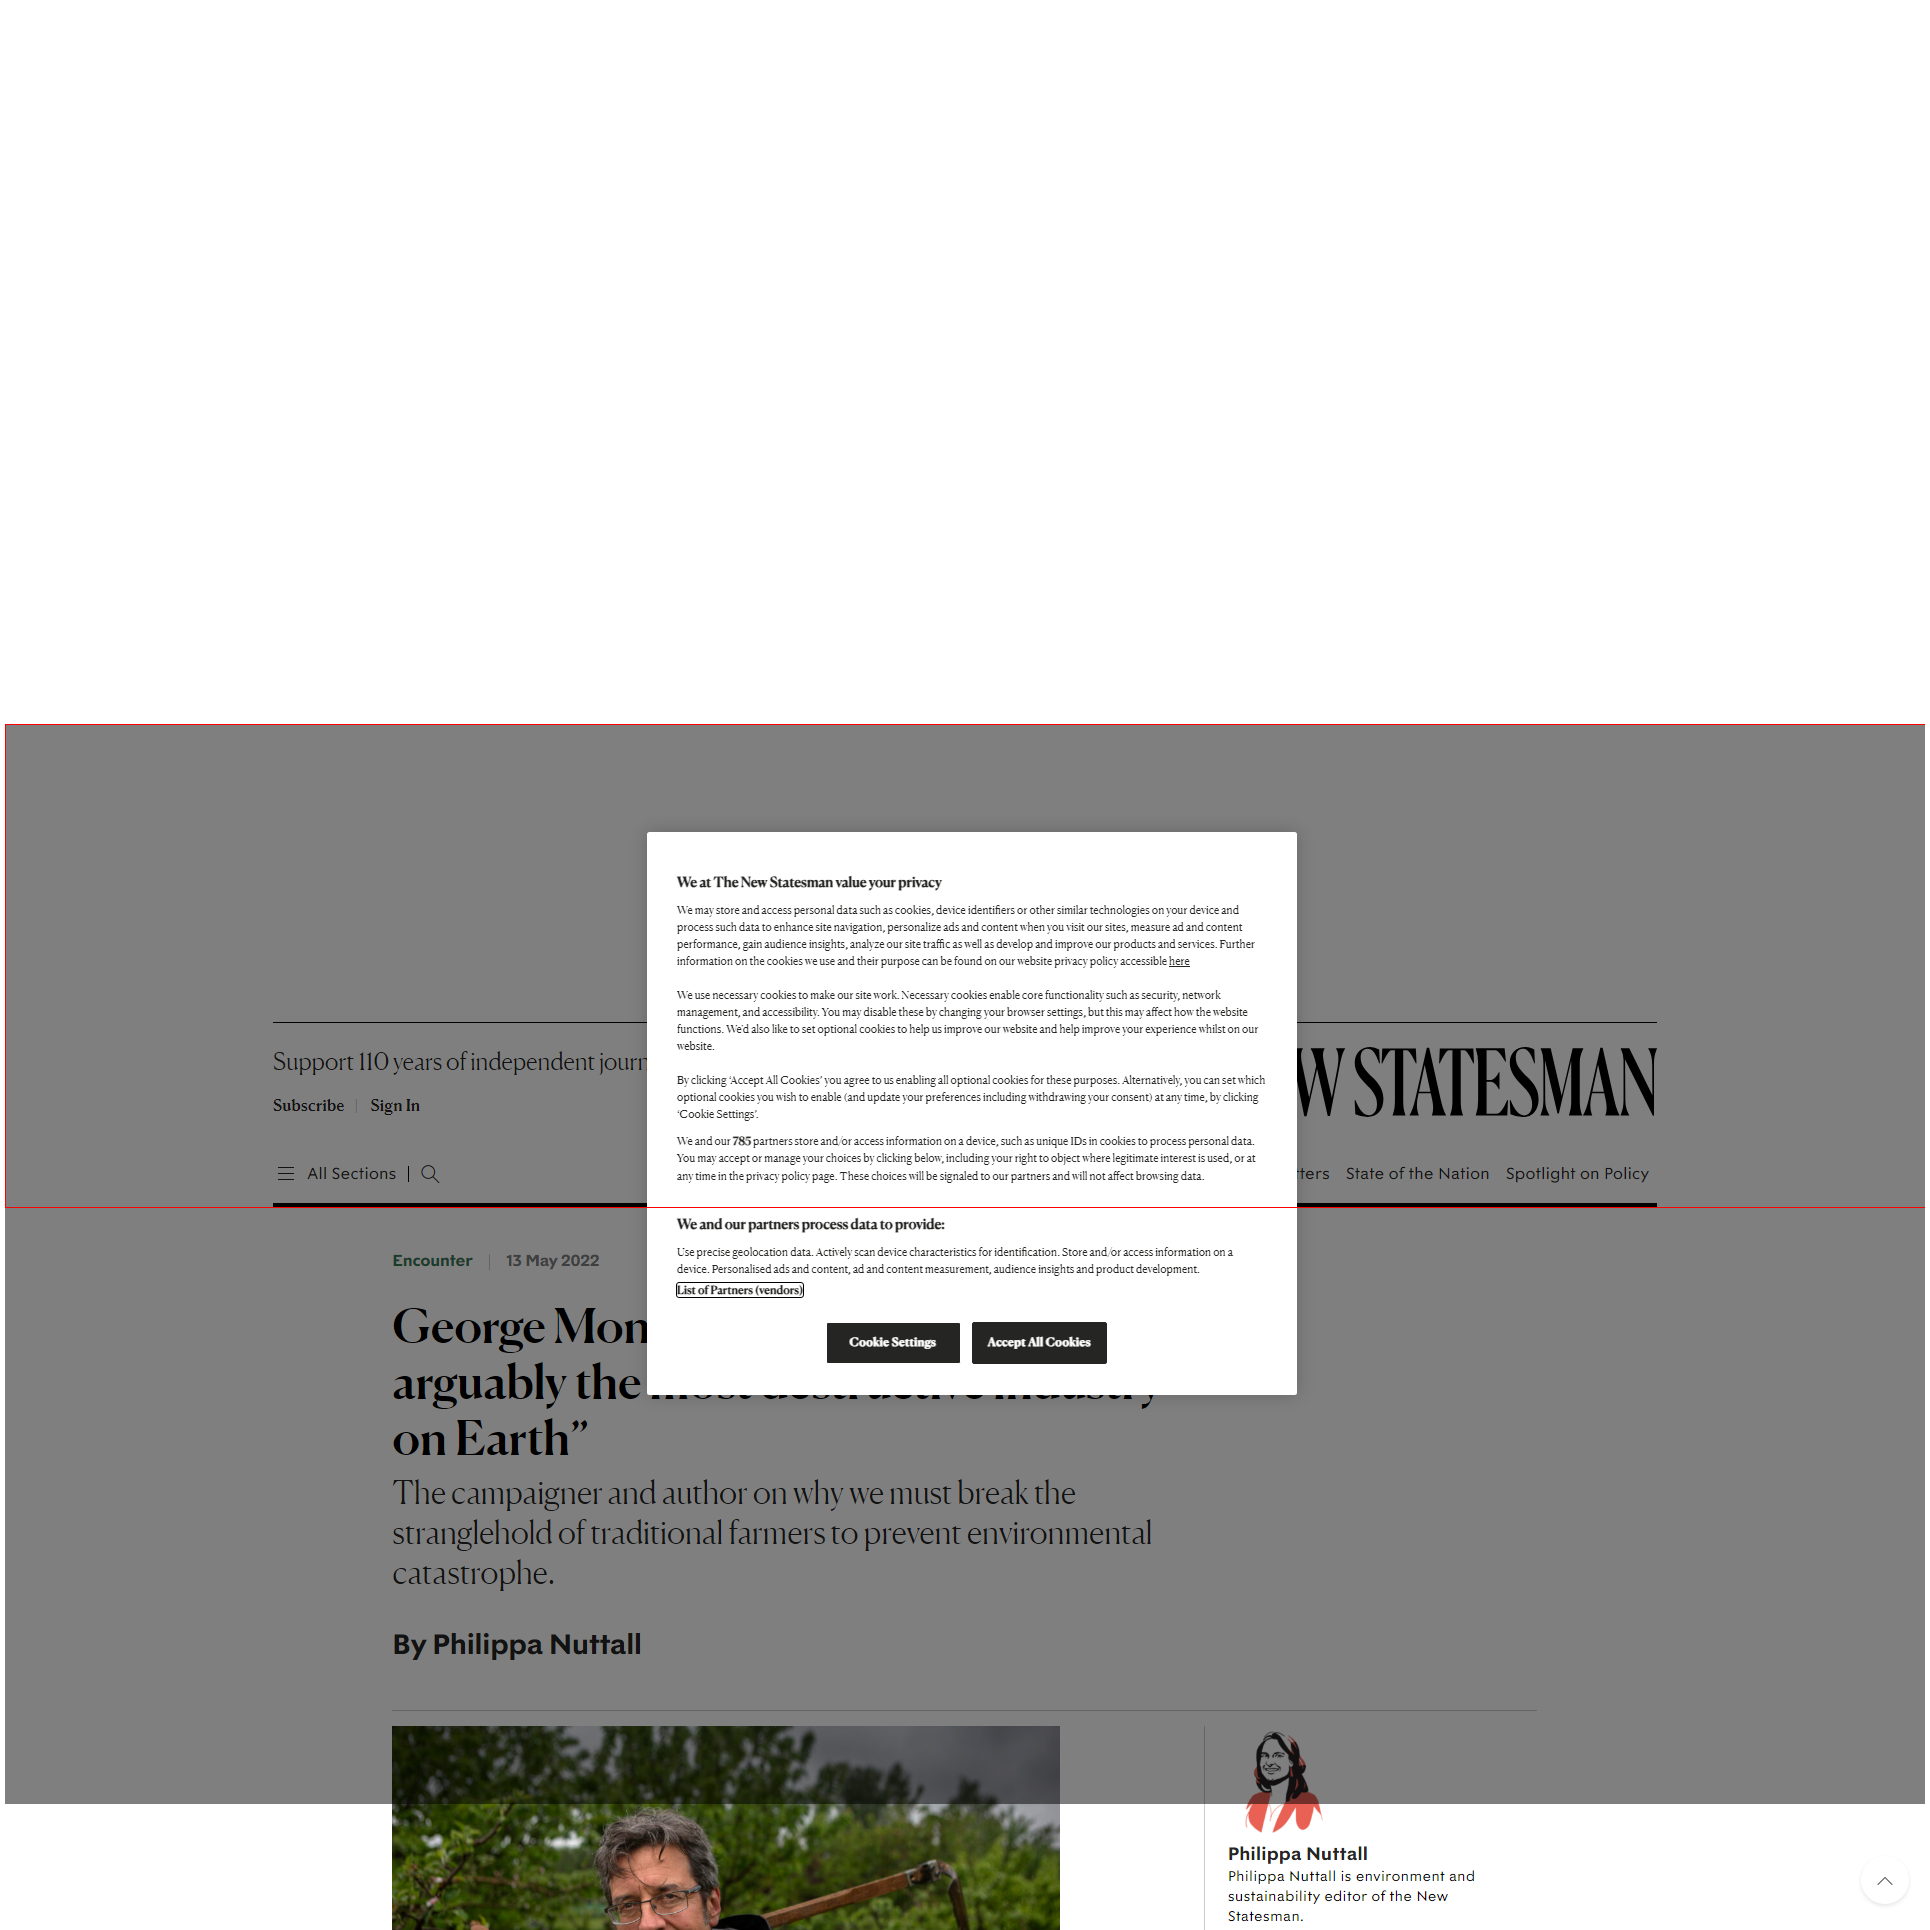 We at The New Statesman value your privacy
We may store and access personal data such as cookies, device identifiers or other similar technologies on your device and
process such data to enhance site navigation, personalize ads and content when you visit our sites, measure ad and content
performance, gain audience insights, analyze our site traffic as well as develop and improve our products and services. Further
information on the cookies we use and their purpose can be found on our website privacy policy accessible here
We use necessary cookies to make our site work. Necessary cookies enable core functionality such as security, network
management, and accessibility. You may disable these by changing your browser settings, but this may affect how the website
functions. We'd also like to set optional cookies to help us improve our website and help improve your experience whilst on our
website.
By clicking ‘Accept All Cookies’ you agree to us enabling all optional cookies for these purposes. Alternatively, you can set which
optional cookies you wish to enable (and update your preferences including withdrawing your consent) at any time, by clicking
‘Cookie Settings’.
We and our 785 partners store and/or access information on a device, such as unique IDs in cookies to process personal data.
You may accept or manage your choices by clicking below, including your right to object where legitimate interest is used, or at
any time in the privacy policy page. These choices will be signaled to our partners and will not affect browsing data.
We and our partners process data to provide:
Use precise geolocation data. Actively scan device characteristics for identification. Store and/or access information on a
device. Personalised ads and content, ad and content measurement, audience insights and product development.
List of Partners (vendors)
Cookie Settings Accept All Cookies
Support 110 years of independent
STATESMAN
Subscribe | Sign In
All Sections
State of the Nation Spotlight on Policy
Encounter | 13 May 2022
George
arguably the most destructive industry
on Earth”
The campaigner and author on why we must break the
stranglehold of traditional farmers to prevent environmental
catastrophe.
By Philippa Nuttall
Philippa Nuttall
Philippa Nuttall is environment and
sustainability editor of the New
Statesman.